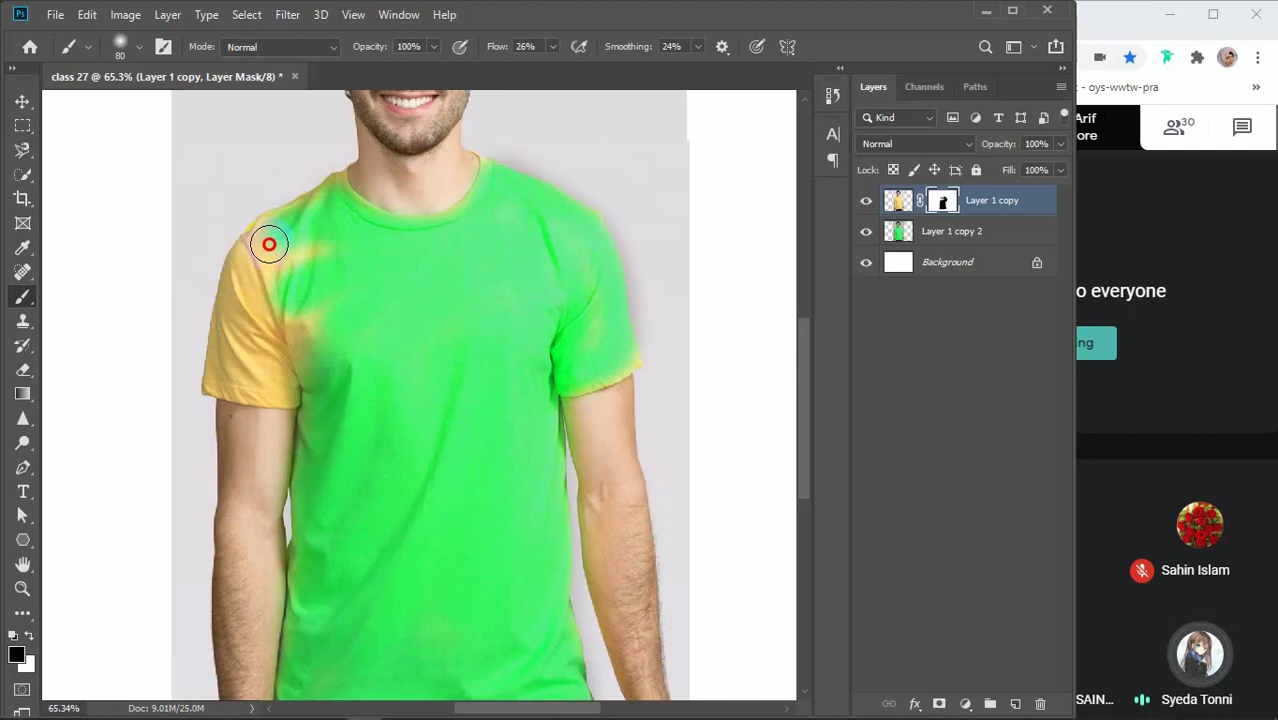 Ps File Edit Image Layer Type Select Filter 3D View Window Help
80 Mode: Normal Opacity: 100% Flow: 26% Smoothing: 24%
class 27 @ 65.3% (Layer 1 copy, Layer Mask/8) *
Layers Channels Paths
Kind
Normal Opacity: 100%
Lock: Fill: 100%
Layer 1 copy
Layer 1 copy 2
Background
65.34% Doc: 9.01M/25.0M
- oys-wwtw-pra
Arif
ore
30
o everyone
ing
Sahin Islam
SAIN...
Syeda Tonni